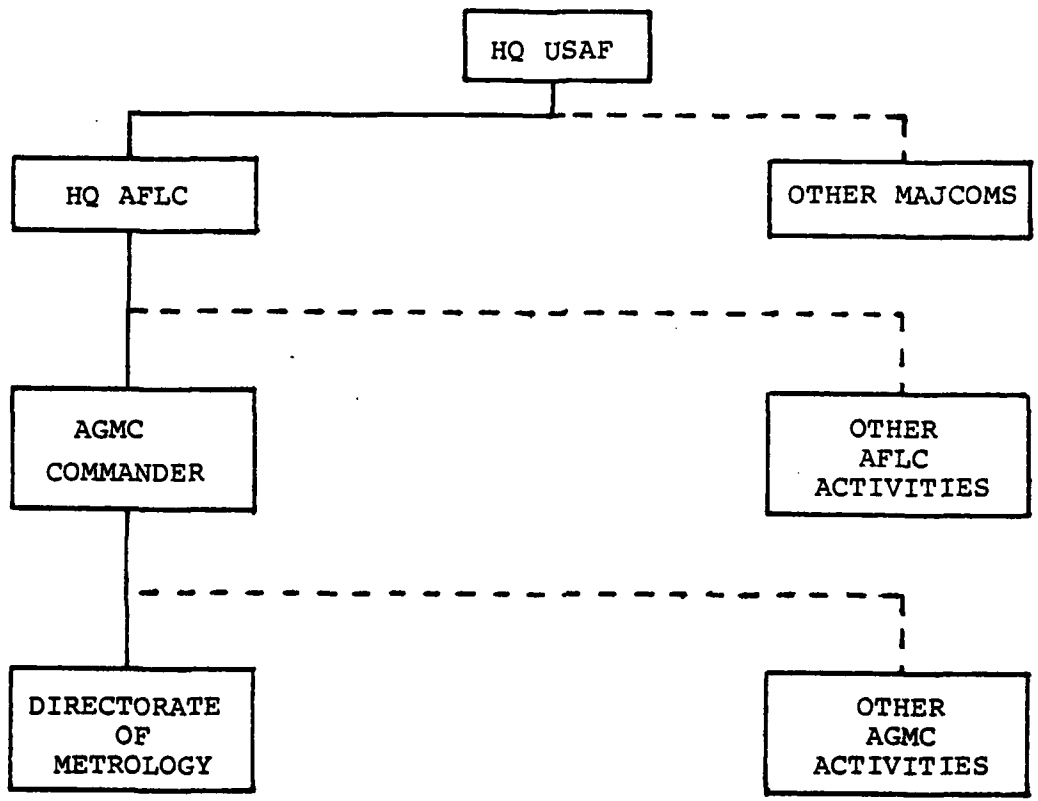 HQ USAF
HQ AFLC
OTHER MAJCOMS
AGMC
COMMANDER
OTHER
AFLC
ACTIVITIES
DIRECTORATE
OF
METROLOGY
OTHER
AGMC
ACTIVITIES